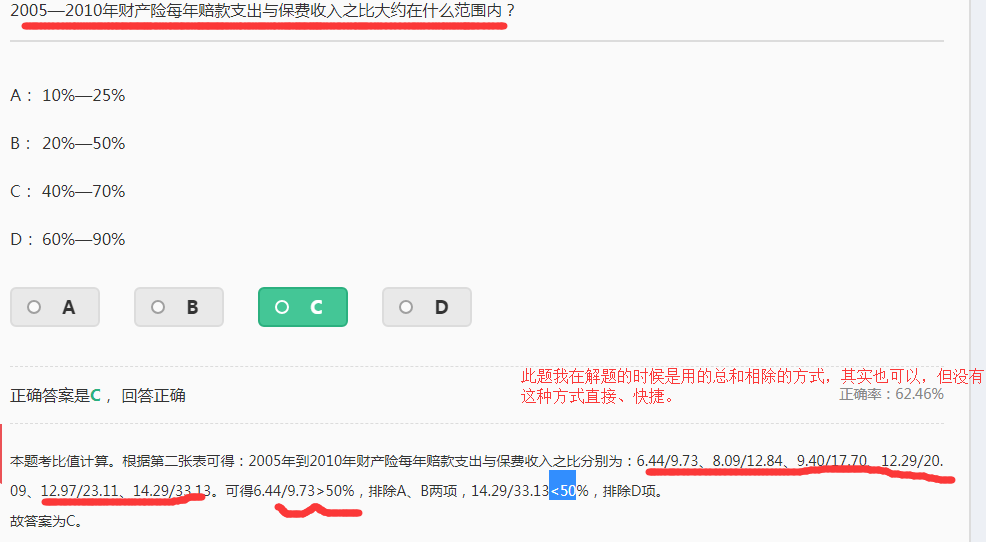 2005—2010年财产险每年赔款支出与保费收入之比大约在什么范围内？
A： 10%—25%
B： 20%—50%
C： 40%—70%
D： 60%—90%
A B C D
正确答案是C， 回答正确
此题我在解题的时候是用的总和相除的方式，其实也可以，但没有
这种方式直接、快捷。
正确率：62.46%
本题考比值计算。根据第二张表可得：2005年到2010年财产险每年赔款支出与保费收入之比分别为：6.44/9.73、8.09/12.84、9.40/17.70、12.29/20.
09、12.97/23.11、14.29/33.13。可得6.44/9.73>50%，排除A、B两项，14.29/33.13<50%，排除D项。
故答案为C。